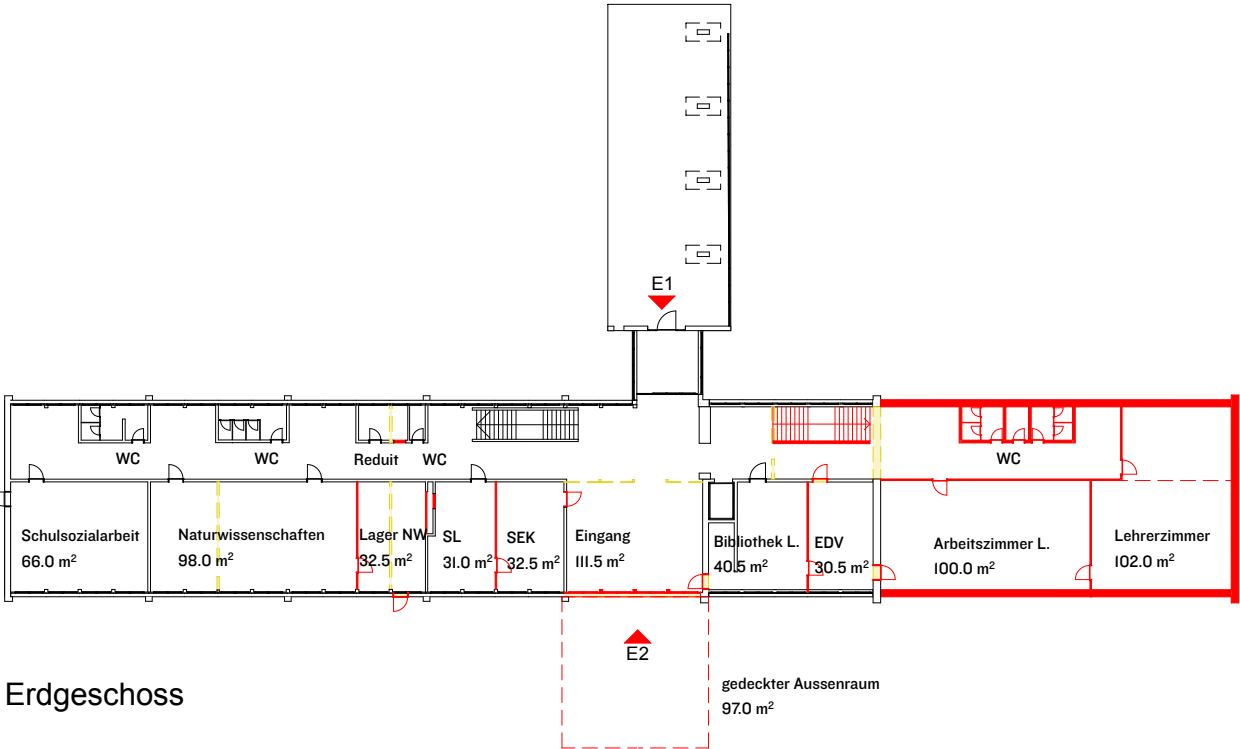 E1
WC
WC
Reduit
WC
WC
Schulsozialarbeit
66.0 m²
Naturwissenschaften
98.0 m²
Lager NW
32.5 m²
SL
31.0 m²
SEK
32.5 m²
Eingang
111.5 m²
Bibliothek L.
40.5 m²
EDV
30.5 m²
Arbeitszimmer L.
100.0 m²
Lehrerzimmer
102.0 m²
E2
Erdgeschoss
gedeckter Aussenraum
97.0 m²